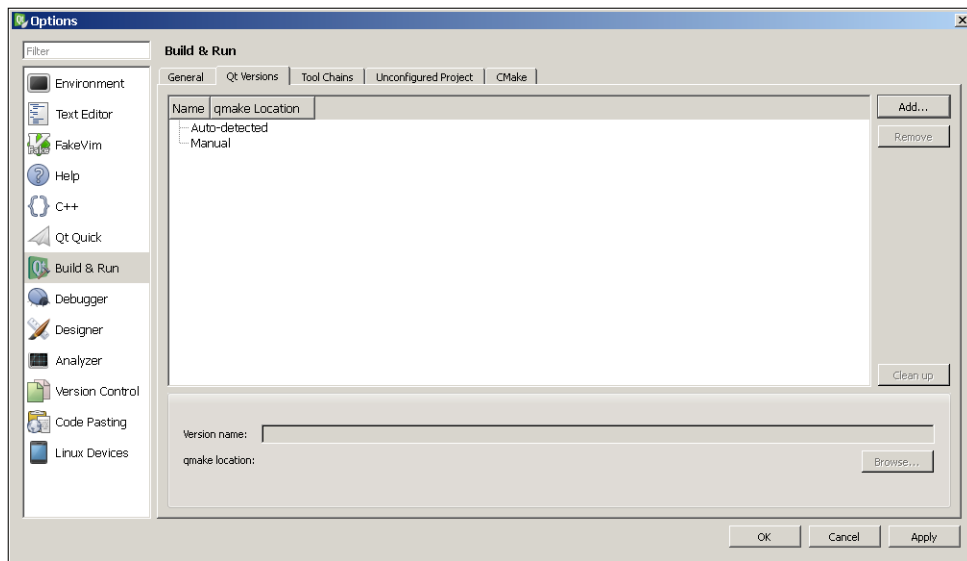 Options
Filter
Build & Run
Environment
Text Editor
FakeVim
Help
C++
Qt Quick
Build & Run
Debugger
Designer
Analyzer
Version Control
Code Pasting
Linux Devices
General Qt Versions Tool Chains Unconfigured Project CMake
Name qmake Location
Auto-detected
Manual
Add...
Remove
Clean up
Version name:
qmake location:
Browse...
OK Cancel Apply